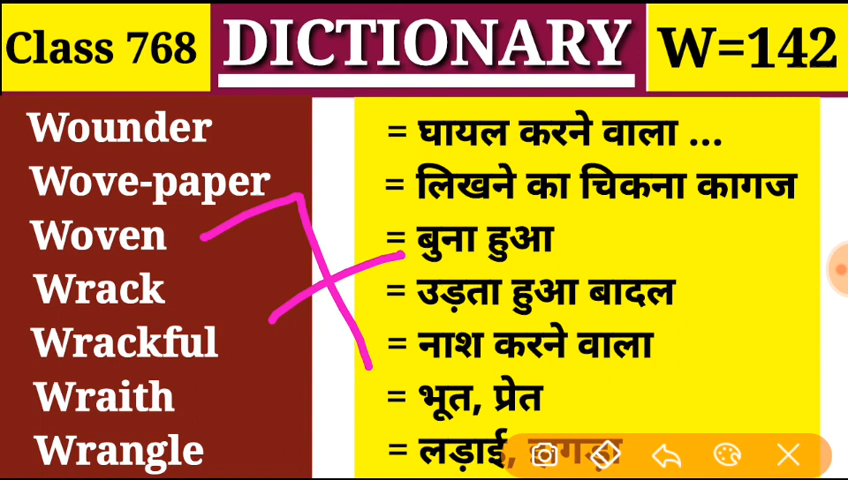 Class 768 DICTIONARY W=142
Wounder = घायल करने वाला ...
Wove-paper = लिखने का चिकना कागज
Woven = बुना हुआ
Wrack = उड़ता हुआ बादल
Wrackful = नाश करने वाला
Wraith = भूत, प्रेत
Wrangle = लड़ाई, झगड़ा